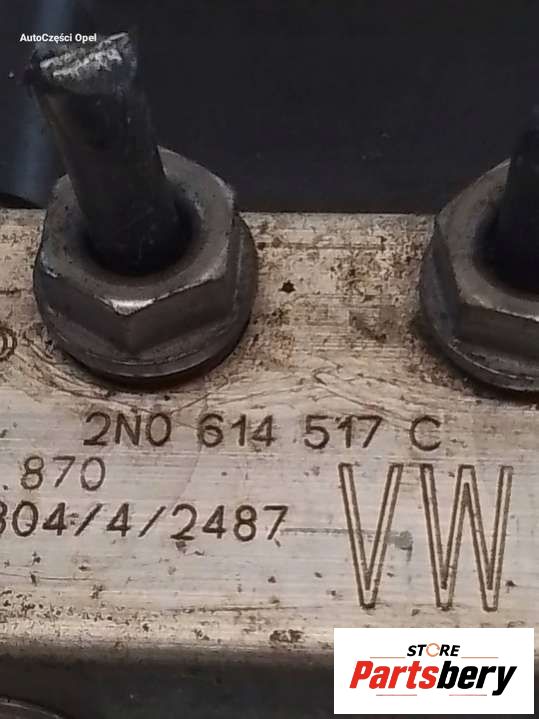 AutoCzęści Opel
2N0 614 517 C
870
304/4/2487
VW
STORE
Partsbery